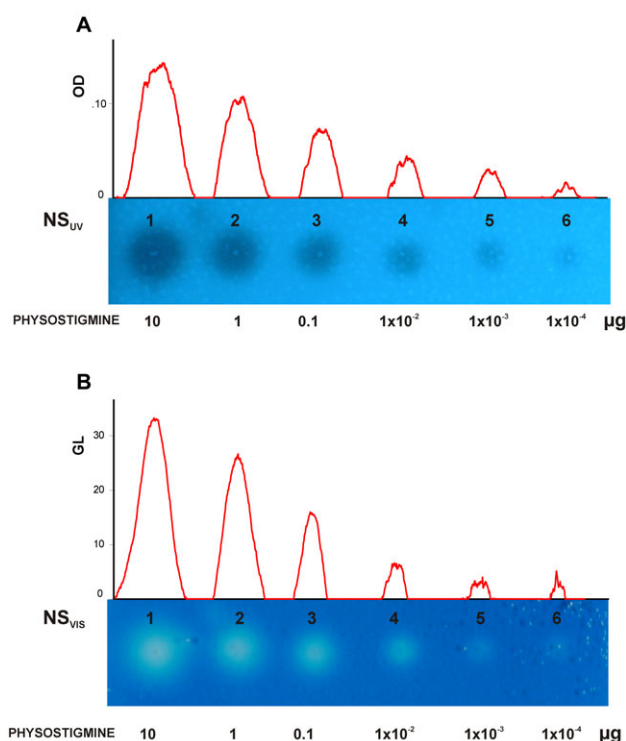 A
OD
.10
0
NS_UV 1 2 3 4 5 6
PHYSOSTIGMINE 10 1 0.1 1x10⁻² 1x10⁻³ 1x10⁻⁴ µg
B
GL
30
20
10
0
NS_VIS 1 2 3 4 5 6
PHYSOSTIGMINE 10 1 0.1 1x10⁻² 1x10⁻³ 1x10⁻⁴ µg